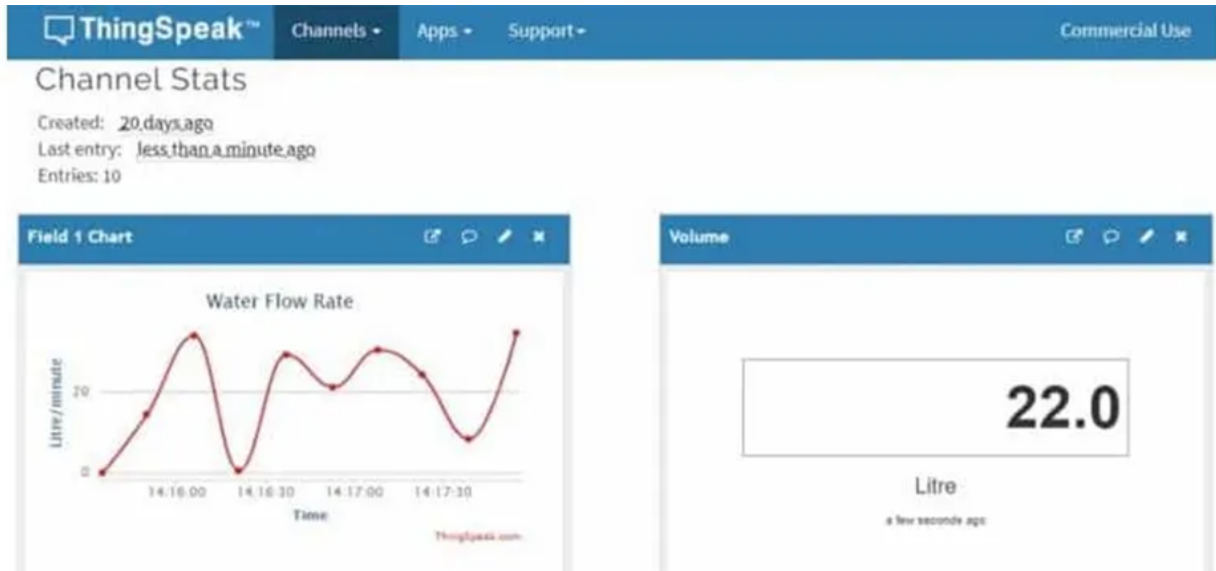 ThingSpeak™ Channels Apps Support Commercial Use
Channel Stats
Created: 20 days ago
Last entry: less than a minute ago
Entries: 10
Field 1 Chart
Water Flow Rate
Litre/minute
20
0
14:16:00 14:16:30 14:17:00 14:17:30
Time
ThingSpeak.com
Volume
22.0
Litre
a few seconds ago